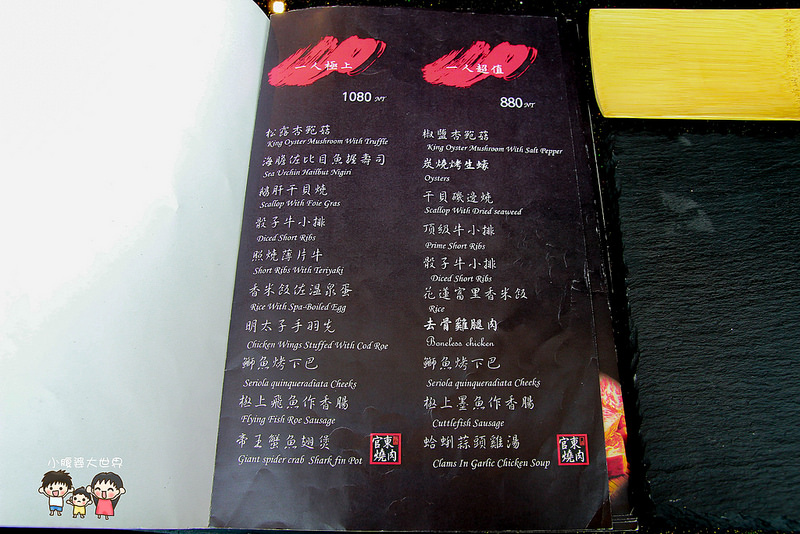 一人極上
1080 NT
松露杏鮑菇
King Oyster Mushroom With Truffle
海膽佐比目魚握壽司
Sea Urchin Hailbut Nigiri
鵝肝干貝燒
Scallop With Foie Gras
骰子牛小排
Diced Short Ribs
照燒薄片牛
Short Ribs With Teriyaki
香米飯佐溫泉蛋
Rice With Spa-Boiled Egg
明太子手羽先
Chicken Wings Stuffed With Cod Roe
鰤魚烤下巴
Seriola quinqueradiata Cheeks
極上飛魚作香腸
Flying Fish Roe Sausage
帝王蟹魚翅煲
Giant spider crab Shark fin Pot
官東燒肉
一人超值
880 NT
椒鹽杏鮑菇
King Oyster Mushroom With Salt Pepper
炭燒烤生蠔
Oysters
干貝磯邊燒
Scallop With Dried seaweed
頂級牛小排
Prime Short Ribs
骰子牛小排
Diced Short Ribs
花蓮富里香米飯
Rice
去骨雞腿肉
Boneless chicken
鰤魚烤下巴
Seriola quinqueradiata Cheeks
極上墨魚作香腸
Cuttlefish Sausage
蛤蜊蒜頭雞湯
Clams In Garlic Chicken Soup
官東燒肉
小腹婆大世界